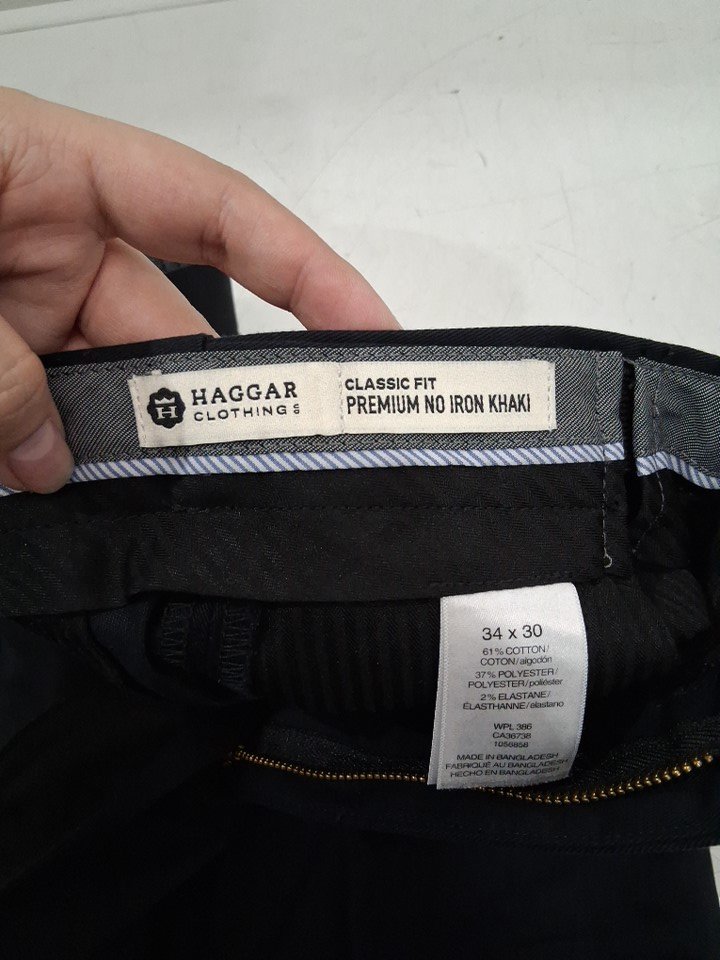 H
HAGGAR
CLOTHING Co
CLASSIC FIT
PREMIUM NO IRON KHAKI
34 x 30
61% COTTON/
COTON/algodón
37% POLYESTER/
POLYESTER/poliéster
2% ELASTANE/
ÉLASTHANNE/elastano
WPL 386
CA36738
1056858
MADE IN BANGLADESH
FABRIQUÉ AU BANGLADESH
HECHO EN BANGLADESH